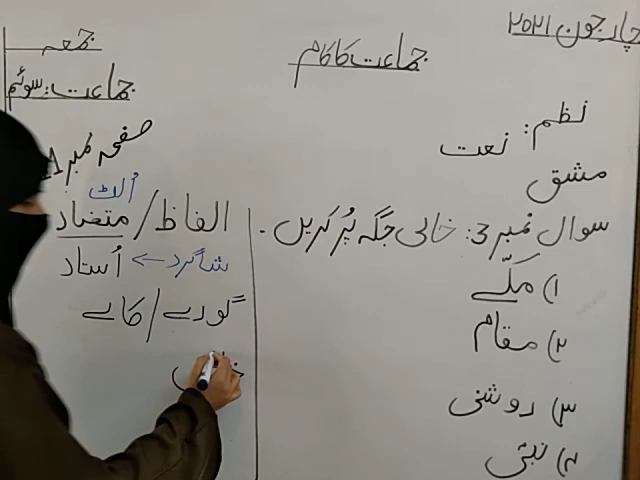 چار جون ۲۰۲۱
جماعت کا کام
جمعہ
جماعت: سوئم
نظم: نعت
مشق
سوال نمبر 3: خالی جگہ پُر کریں ۔
۱) مکّے
۲) مقام
۳) روشنی
۴) نبی
صفحہ نمبر
اُلٹ
الفاظ / متضاد
شاگرد ← اُستاد
گورے / کالے